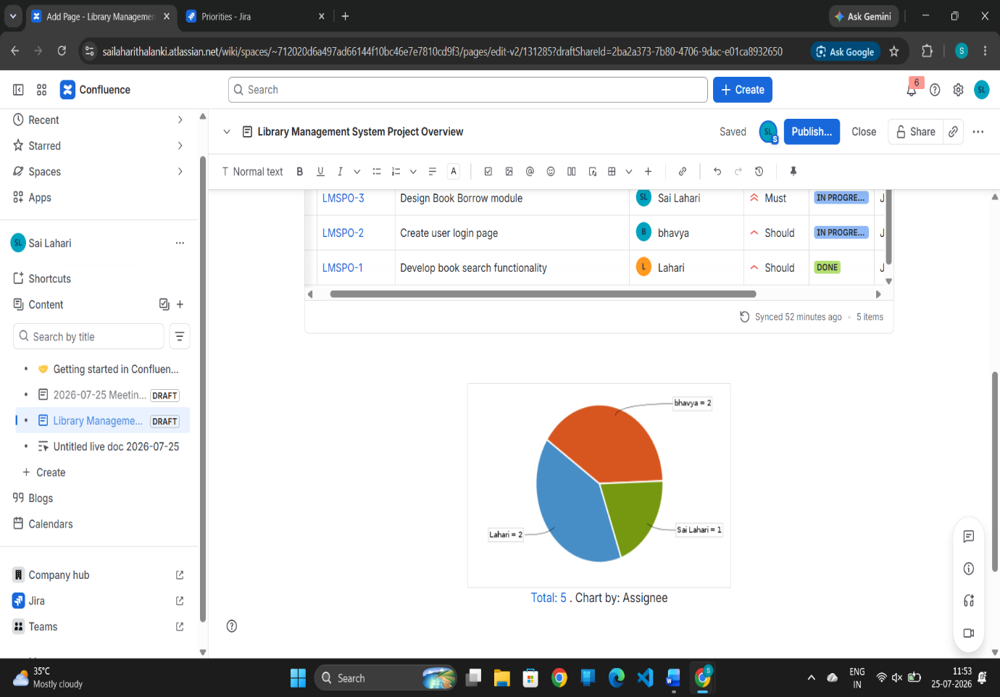 Add Page - Library Managemen
Priorities - Jira
Ask Gemini
sailaharithalanki.atlassian.net/wiki/spaces/~712020d6a497ad66144f10bc46e7e7810cd9f3/pages/edit-v2/131285?draftShareId=2ba2a373-7b80-4706-9dac-e01ca8932650
Ask Google
S
Confluence
Search
+ Create
6
SL
Recent
Starred
Spaces
Apps
SL Sai Lahari
Shortcuts
Content
Search by title
Getting started in Confluen...
2026-07-25 Meetin... DRAFT
Library Manageme... DRAFT
Untitled live doc 2026-07-25
+ Create
Blogs
Calendars
Company hub
Jira
Teams
Library Management System Project Overview
Saved
SL S
Publish...
Close
Share
T Normal text
B U I A
LMSPO-3 Design Book Borrow module SL Sai Lahari Must IN PROGRE... J
LMSPO-2 Create user login page B bhavya Should IN PROGRE... J
LMSPO-1 Develop book search functionality L Lahari Should DONE J
Synced 52 minutes ago • 5 items
bhavya = 2
Lahari = 2
Sai Lahari = 1
Total: 5 . Chart by: Assignee
35°C
Mostly cloudy
Search
S
ENG
IN
11:53
25-07-2026